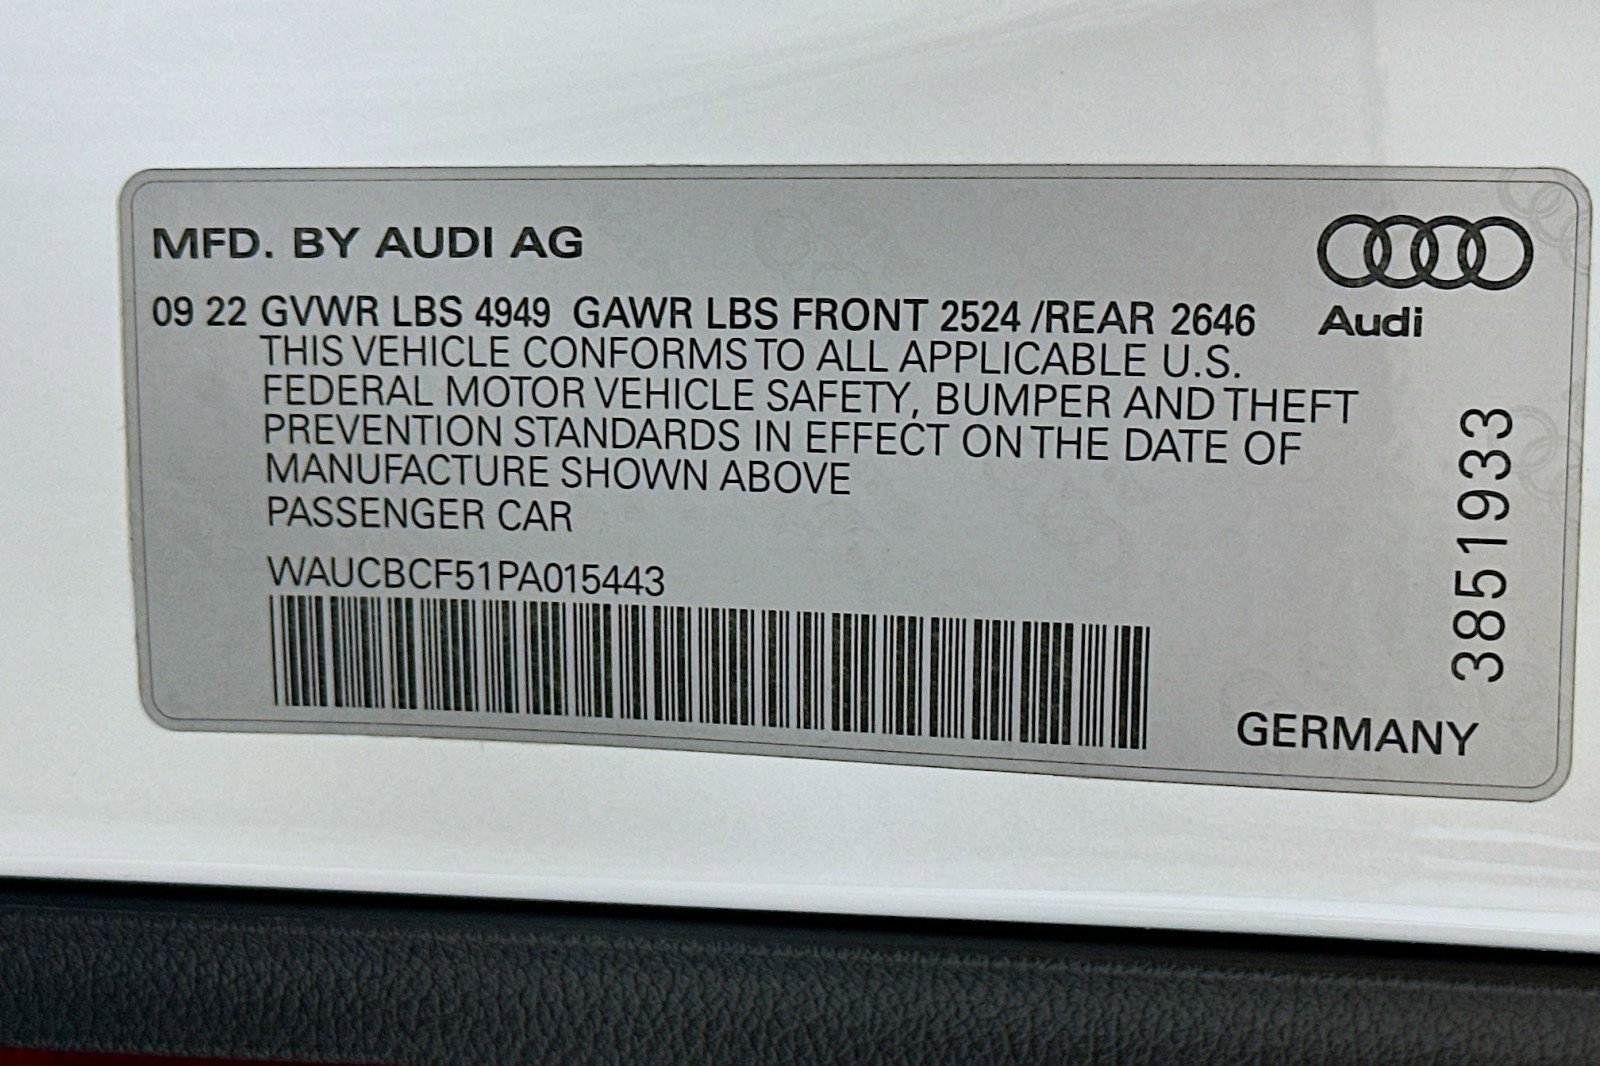 MFD. BY AUDI AG
Audi
09 22 GVWR LBS 4949 GAWR LBS FRONT 2524 /REAR 2646
THIS VEHICLE CONFORMS TO ALL APPLICABLE U.S.
FEDERAL MOTOR VEHICLE SAFETY, BUMPER AND THEFT
PREVENTION STANDARDS IN EFFECT ON THE DATE OF
MANUFACTURE SHOWN ABOVE
PASSENGER CAR
WAUCBCF51PA015443
3851933
GERMANY